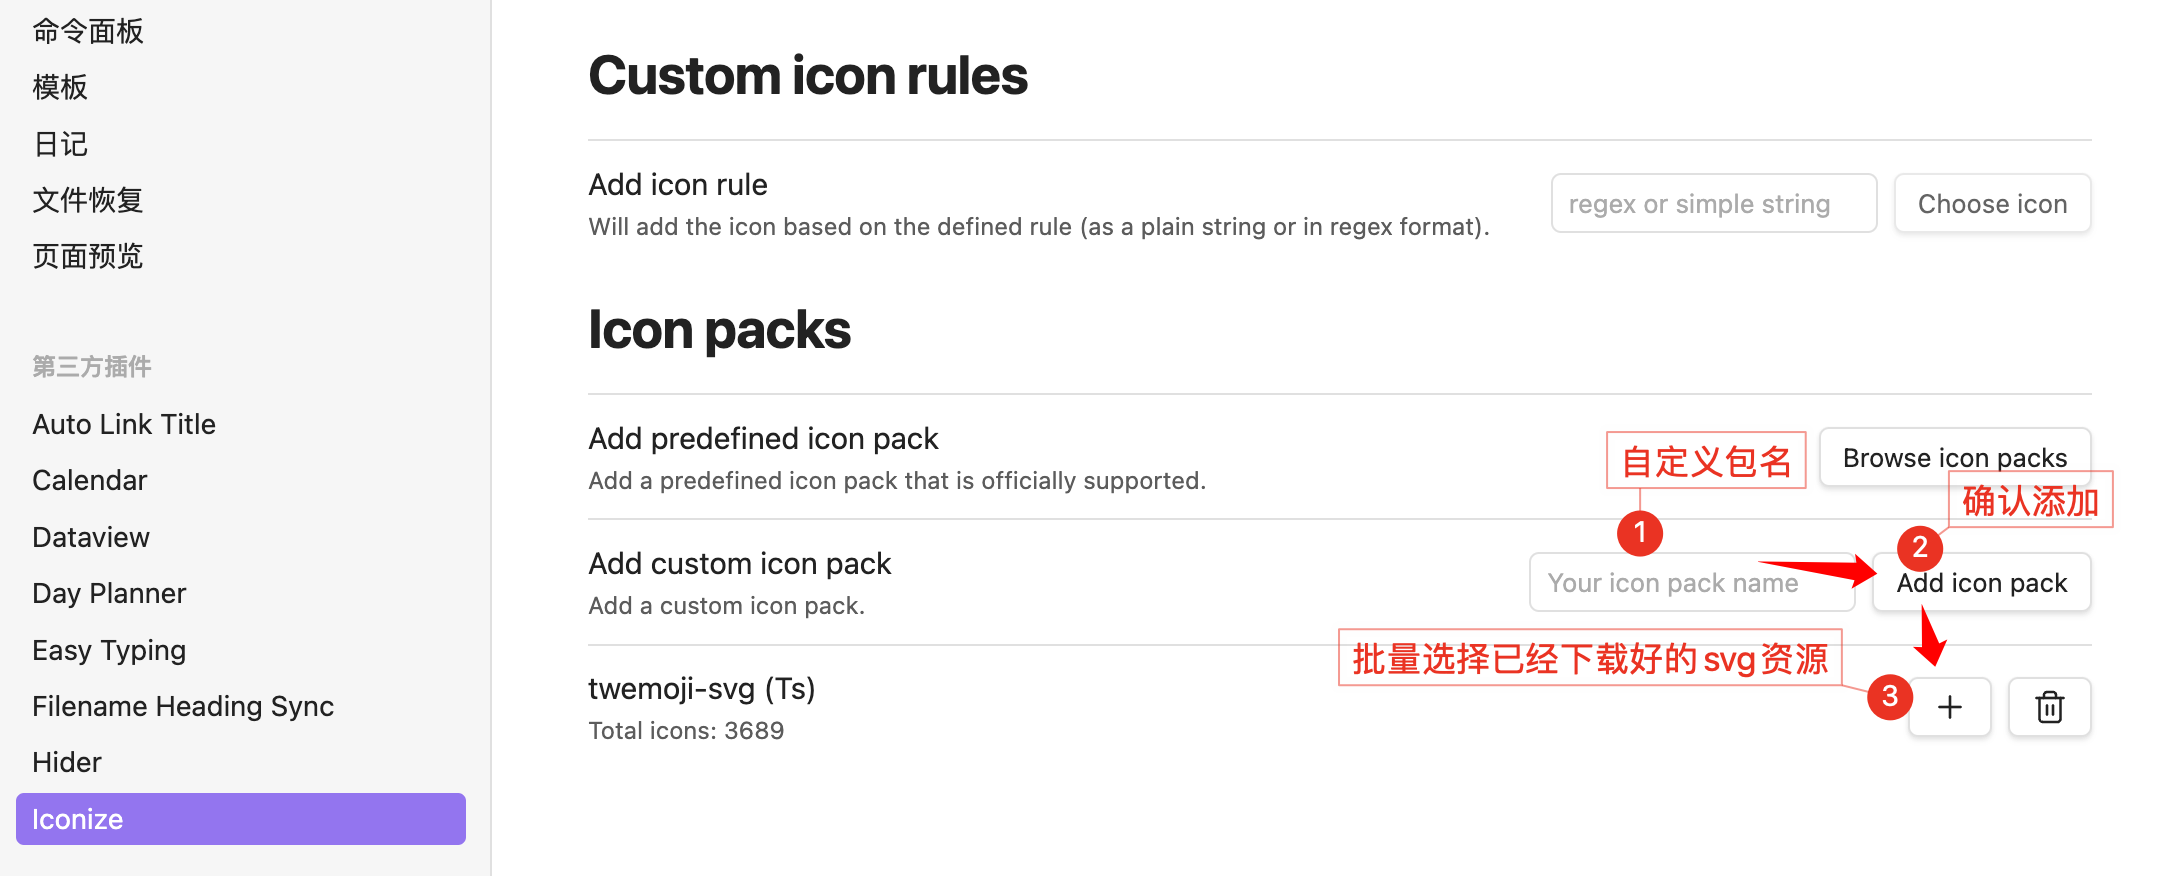 命令面板
模板
日记
文件恢复
页面预览
第三方插件
Auto Link Title
Calendar
Dataview
Day Planner
Easy Typing
Filename Heading Sync
Hider
Iconize
Custom icon rules
Add icon rule
Will add the icon based on the defined rule (as a plain string or in regex format).
regex or simple string
Choose icon
Icon packs
Add predefined icon pack
Add a predefined icon pack that is officially supported.
自定义包名
Browse icon packs
确认添加
1
2
Add custom icon pack
Add a custom icon pack.
Your icon pack name
Add icon pack
批量选择已经下载好的svg资源
3
twemoji-svg (Ts)
Total icons: 3689